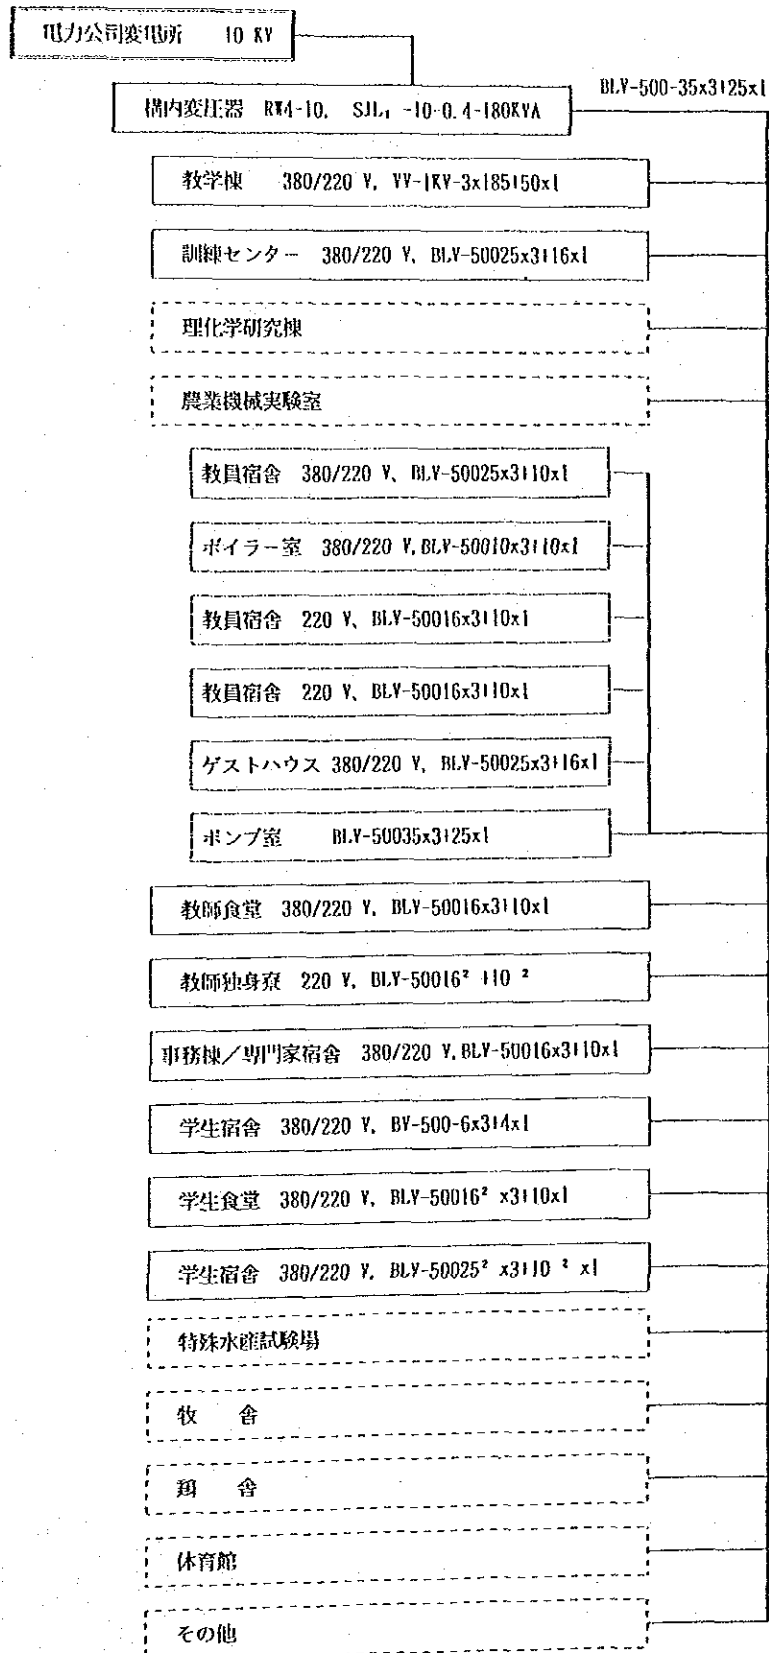 電力公司変電所 10 KV
BLV-500-35x3+25x1
構内変圧器 RW4-10, SJL₁ -10-0.4-180KVA
教学棟 380/220 V, VV-1KV-3x185+50x1
訓練センター 380/220 V, BLV-50025x3+16x1
理化学研究棟
農業機械実験室
教員宿舎 380/220 V、BLV-50025x3+10x1
ボイラー室 380/220 V,BLV-50010x3+10x1
教員宿舎 220 V、BLV-50016x3+10x1
教員宿舎 220 V、BLV-50016x3+10x1
ゲストハウス 380/220 V, BLV-50025x3+16x1
ポンプ室 BLV-50035x3+25x1
教師食堂 380/220 V, BLV-50016x3+10x1
教師独身寮 220 V, BLV-50016² +10 ²
事務棟/専門家宿舎 380/220 V,BLV-50016x3+10x1
学生宿舎 380/220 V, BV-500-6x3+4x1
学生食堂 380/220 V, BLV-50016² x3+10x1
学生宿舎 380/220 V, BLV-50025² x3+10 ² x1
特殊水産試験場
牧 舎
鶏 舎
体育館
その他